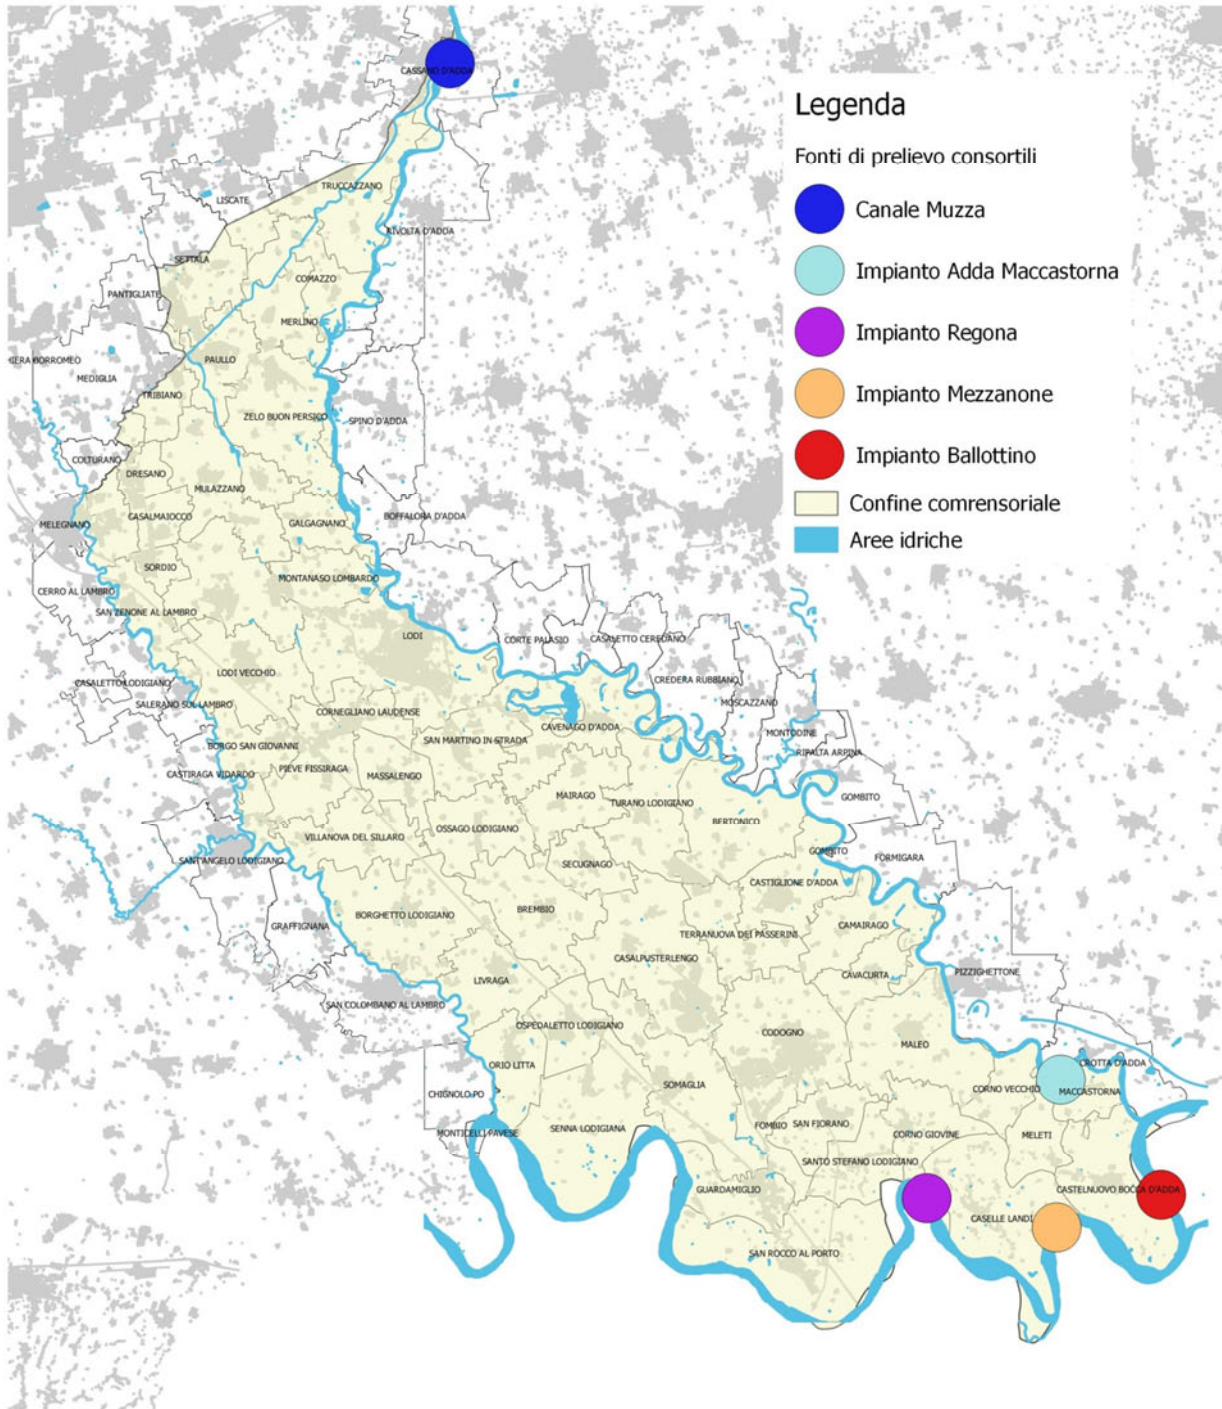 CASSANO D'ADDA
Legenda
Fonti di prelievo consortili
Canale Muzza
Impianto Adda Maccastorna
Impianto Regona
Impianto Mezzanone
Impianto Ballottino
Confine comrensoriale
Aree idriche
TRUCCAZZANO
LISCATE
RIVOLTA D'ADDA
SETTALA
COMAZZO
PANTIGLIATE
MERLINO
HIERA BORROMEO
PAULLO
MEDIGLIA
TRIBIANO
ZELO BUON PERSICO
SPINO D'ADDA
COLTURANO
DRESANO
MULAZZANO
CASALMAIOCCO
BOFFALORA D'ADDA
MELEGNANO
GALGAGNANO
SORDIO
MONTANASO LOMBARDO
CERRO AL LAMBRO
SAN ZENONE AL LAMBRO
LODI
CORTE PALASIO
CASALETTO CEREDANO
LODI VECCHIO
CREDERA RUBBIANO
CASALETTO LODIGIANO
MOSCAZZANO
SALERANO SUL LAMBRO
CORNEGLIANO LAUDENSE
CAVENAGO D'ADDA
MONTODINE
SAN MARTINO IN STRADA
BORGO SAN GIOVANNI
RIPALTA ARPINA
PIEVE FISSIRAGA
CASTIRAGA VIDARDO
MASSALENGO
MAIRAGO
GOMBITO
TURANO LODIGIANO
BERTONICO
OSSAGO LODIGIANO
VILLANOVA DEL SILLARO
GOMBITO
FORMIGARA
SANT'ANGELO LODIGIANO
SECUGNAGO
CASTIGLIONE D'ADDA
BREMBIO
BORGHETTO LODIGIANO
GRAFFIGNANA
CAMAIRAGO
TERRANUOVA DEI PASSERINI
CASALPUSTERLENGO
PIZZIGHETTONE
CAVACURTA
LIVRAGA
SAN COLOMBANO AL LAMBRO
OSPEDALETTO LODIGIANO
CODOGNO
MALEO
ORIO LITTA
CROTTA D'ADDA
SOMAGLIA
CORNO VECCHIO
MACCASTORNA
CHIGNOLO PO
FOMBIO
SAN FIORANO
SENNA LODIGIANA
MONTICELLI PAVESE
CORNO GIOVINE
MELETI
SANTO STEFANO LODIGIANO
GUARDAMIGLIO
CASTELNUOVO BOCCA D'ADDA
CASELLE LANDI
SAN ROCCO AL PORTO